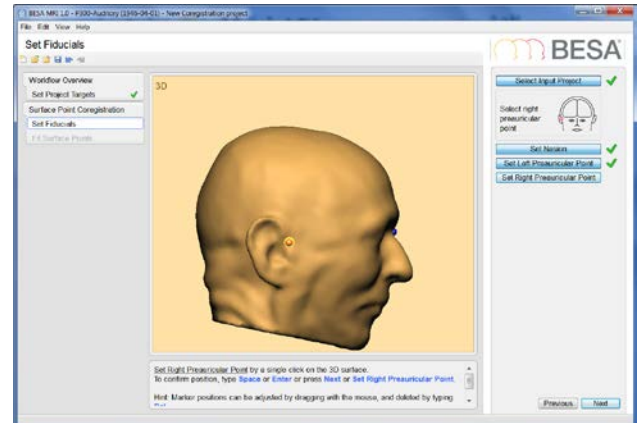 BESA MRI 1.0 - P300-Auditory (1946-04-01) - New Coregistration project
File Edit View Help
Set Fiducials
BESA®
Workflow Overview
Set Project Targets
Surface Point Coregistration
Set Fiducials
Fit Surface Points
3D
Select Input Project
Select right
preauricular
point
Set Nasion
Set Left Preauricular Point
Set Right Preauricular Point
Set Right Preauricular Point by a single click on the 3D surface.
To confirm position, type Space or Enter or press Next or Set Right Preauricular Point.
Hint: Marker positions can be adjusted by dragging with the mouse, and deleted by typing
Previous Next